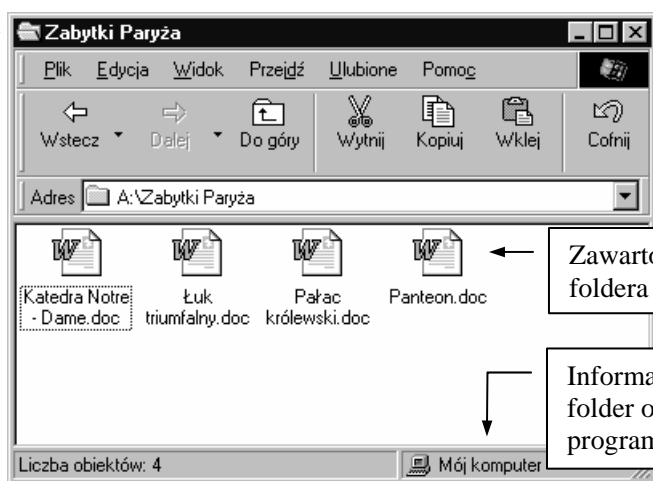 Zabytki Paryża
Plik Edycja Widok Przejdź Ulubione Pomoc
Wstecz Dalej Do góry Wytnij Kopiuj Wklej Cofnij
Adres A:\Zabytki Paryża
Katedra Notre - Dame.doc
Łuk triumfalny.doc
Pałac królewski.doc
Panteon.doc
foldera
folder
Liczba obiektów: 4
Mój komputer